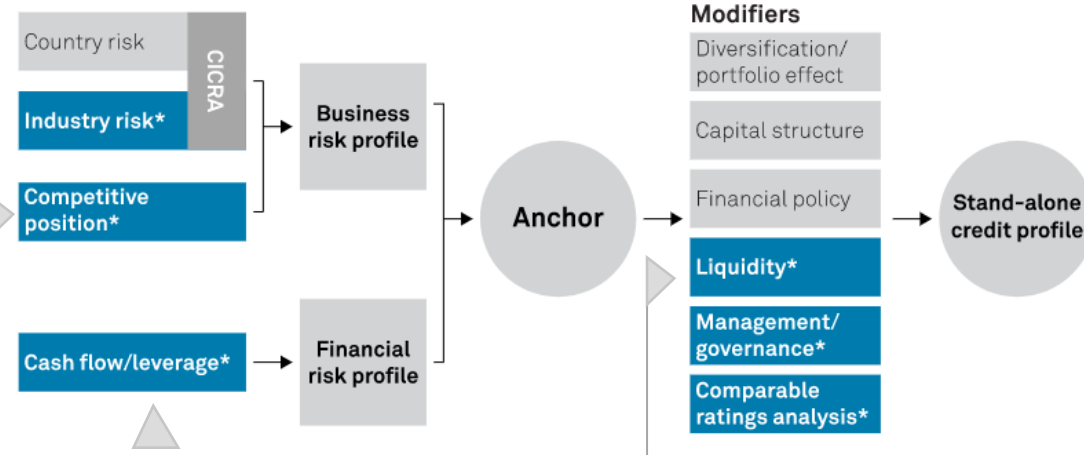 Country risk
CICRA
Industry risk*
Competitive
position*
Cash flow/leverage*
Business
risk profile
Financial
risk profile
Anchor
Modifiers
Diversification/
portfolio effect
Capital structure
Financial policy
Liquidity*
Management/
governance*
Comparable
ratings analysis*
Stand-alone
credit profile